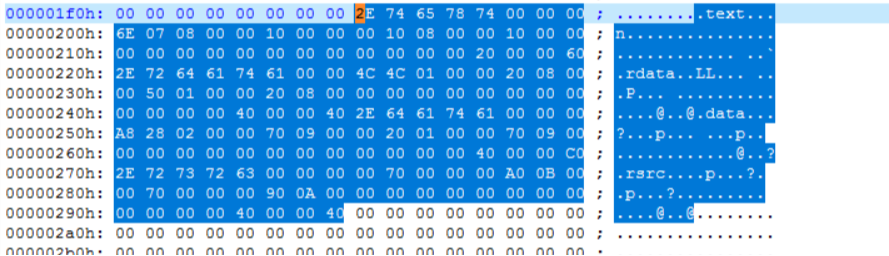 000001f0h: 00 00 00 00 00 00 00 00 2E 74 65 78 74 00 00 00 ; .........text...
00000200h: 6E 07 08 00 00 10 00 00 00 10 08 00 00 10 00 00 ; n...............
00000210h: 00 00 00 00 00 00 00 00 00 00 00 00 20 00 00 60 ; ............ ..`
00000220h: 2E 72 64 61 74 61 00 00 4C 4C 01 00 00 20 08 00 ; .rdata..LL... ..
00000230h: 00 50 01 00 00 20 08 00 00 00 00 00 00 00 00 00 ; .P... ..........
00000240h: 00 00 00 00 40 00 00 40 2E 64 61 74 61 00 00 00 ; ....@..@.data...
00000250h: A8 28 02 00 00 70 09 00 00 20 01 00 00 70 09 00 ; ?...p... ...p..
00000260h: 00 00 00 00 00 00 00 00 00 00 00 00 40 00 00 C0 ; ............@..?
00000270h: 2E 72 73 72 63 00 00 00 00 70 00 00 00 A0 0B 00 ; .rsrc....p...?.
00000280h: 00 70 00 00 00 90 0A 00 00 00 00 00 00 00 00 00 ; .p...?.........
00000290h: 00 00 00 00 40 00 00 40 00 00 00 00 00 00 00 00 ; ....@..@........
000002a0h: 00 00 00 00 00 00 00 00 00 00 00 00 00 00 00 00 ; ................
000002b0h: 00 00 00 00 00 00 00 00 00 00 00 00 00 00 00 00 ;